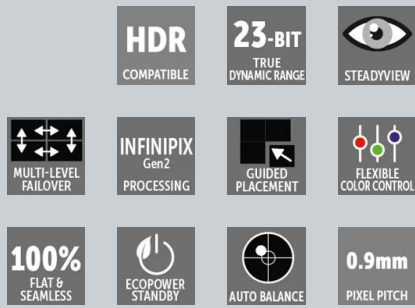 HDR
COMPATIBLE
23-BIT
TRUE
DYNAMIC RANGE
STEADYVIEW
MULTI-LEVEL
FAILOVER
INFINIPIX
Gen2
PROCESSING
GUIDED
PLACEMENT
FLEXIBLE
COLOR CONTROL
100%
FLAT &
SEAMLESS
ECOPOWER
STANDBY
AUTO BALANCE
0.9mm
PIXEL PITCH